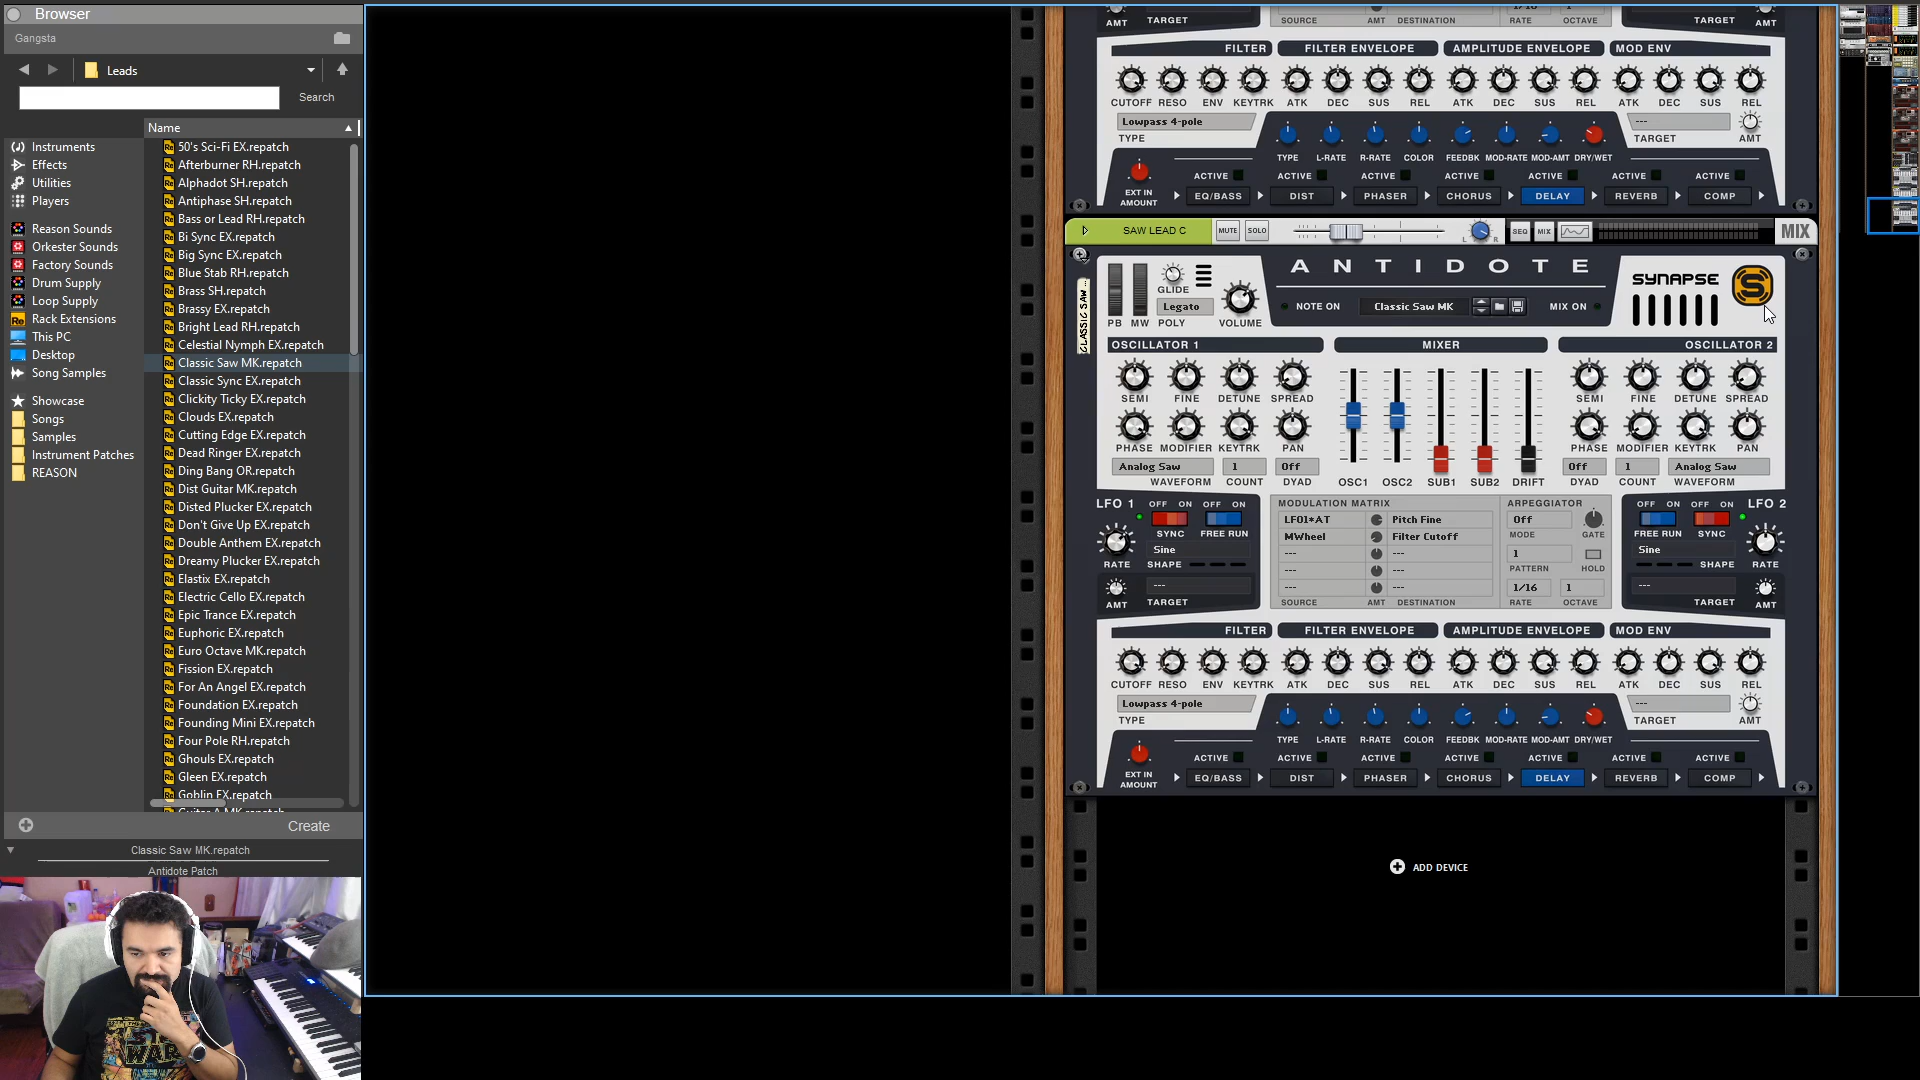 Browser
Gangsta
Leads
Search
Name
Instruments
Effects
Utilities
Players
Reason Sounds
Orkester Sounds
Factory Sounds
Drum Supply
Loop Supply
Rack Extensions
This PC
Desktop
Song Samples
Showcase
Songs
Samples
Instrument Patches
REASON
50's Sci-Fi EX.repatch
Afterburner RH.repatch
Alphadot SH.repatch
Antiphase SH.repatch
Bass or Lead RH.repatch
Bi Sync EX.repatch
Big Sync EX.repatch
Blue Stab RH.repatch
Brass SH.repatch
Brassy EX.repatch
Bright Lead RH.repatch
Celestial Nymph EX.repatch
Classic Saw MK.repatch
Classic Sync EX.repatch
Clickity Ticky EX.repatch
Clouds EX.repatch
Cutting Edge EX.repatch
Dead Ringer EX.repatch
Ding Bang OR.repatch
Dist Guitar MK.repatch
Disted Plucker EX.repatch
Don't Give Up EX.repatch
Double Anthem EX.repatch
Dreamy Plucker EX.repatch
Elastix EX.repatch
Electric Cello EX.repatch
Epic Trance EX.repatch
Euphoric EX.repatch
Euro Octave MK.repatch
Fission EX.repatch
For An Angel EX.repatch
Foundation EX.repatch
Founding Mini EX.repatch
Four Pole RH.repatch
Ghouls EX.repatch
Gleen EX.repatch
Goblin EX.repatch
Create
Classic Saw MK.repatch
Antidote Patch
WAR
AMT TARGET SOURCE AMT DESTINATION RATE OCTAVE TARGET AMT
FILTER FILTER ENVELOPE AMPLITUDE ENVELOPE MOD ENV
CUTOFF RESO ENV KEYTRK ATK DEC SUS REL ATK DEC SUS REL ATK DEC SUS REL
Lowpass 4-pole ---
TYPE TYPE L-RATE R-RATE COLOR FEEDBK MOD-RATE MOD-AMT DRY/WET TARGET AMT
ACTIVE ACTIVE ACTIVE ACTIVE ACTIVE ACTIVE ACTIVE
EXT IN AMOUNT EQ/BASS DIST PHASER CHORUS DELAY REVERB COMP
SAW LEAD C MUTE SOLO L R SEQ MIX MIX
ANTIDOTE
SYNAPSE
CLASSIC SAW ...
GLIDE
Legato
PB MW POLY VOLUME
NOTE ON Classic Saw MK MIX ON
OSCILLATOR 1 MIXER OSCILLATOR 2
SEMI FINE DETUNE SPREAD SEMI FINE DETUNE SPREAD
PHASE MODIFIER KEYTRK PAN PHASE MODIFIER KEYTRK PAN
Analog Saw 1 Off Off 1 Analog Saw
WAVEFORM COUNT DYAD OSC1 OSC2 SUB1 SUB2 DRIFT DYAD COUNT WAVEFORM
LFO 1 OFF ON OFF ON MODULATION MATRIX ARPEGGIATOR OFF ON OFF ON LFO 2
LFO1*AT Pitch Fine Off
SYNC FREE RUN MWheel Filter Cutoff MODE GATE FREE RUN SYNC
Sine --- --- 1 Sine
RATE SHAPE --- --- PATTERN HOLD SHAPE RATE
--- --- --- 1/16 1 ---
AMT TARGET SOURCE AMT DESTINATION RATE OCTAVE TARGET AMT
FILTER FILTER ENVELOPE AMPLITUDE ENVELOPE MOD ENV
CUTOFF RESO ENV KEYTRK ATK DEC SUS REL ATK DEC SUS REL ATK DEC SUS REL
Lowpass 4-pole ---
TYPE TYPE L-RATE R-RATE COLOR FEEDBK MOD-RATE MOD-AMT DRY/WET TARGET AMT
ACTIVE ACTIVE ACTIVE ACTIVE ACTIVE ACTIVE ACTIVE
EXT IN AMOUNT EQ/BASS DIST PHASER CHORUS DELAY REVERB COMP
ADD DEVICE